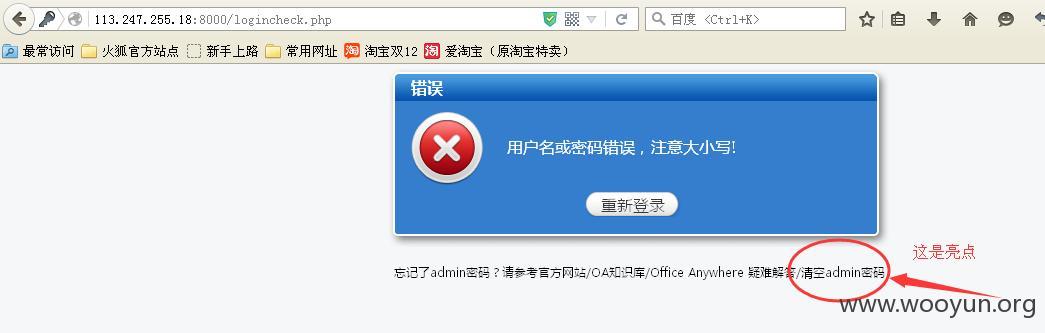 113.247.255.18:8000/logincheck.php
百度 <Ctrl+K>
最常访问 火狐官方站点 新手上路 常用网址 淘 淘宝双12 淘 爱淘宝（原淘宝特卖）
错误
用户名或密码错误，注意大小写!
重新登录
这是亮点
忘记了admin密码？请参考官方网站/OA知识库/Office Anywhere 疑难解答/清空admin密码
www.wooyun.org